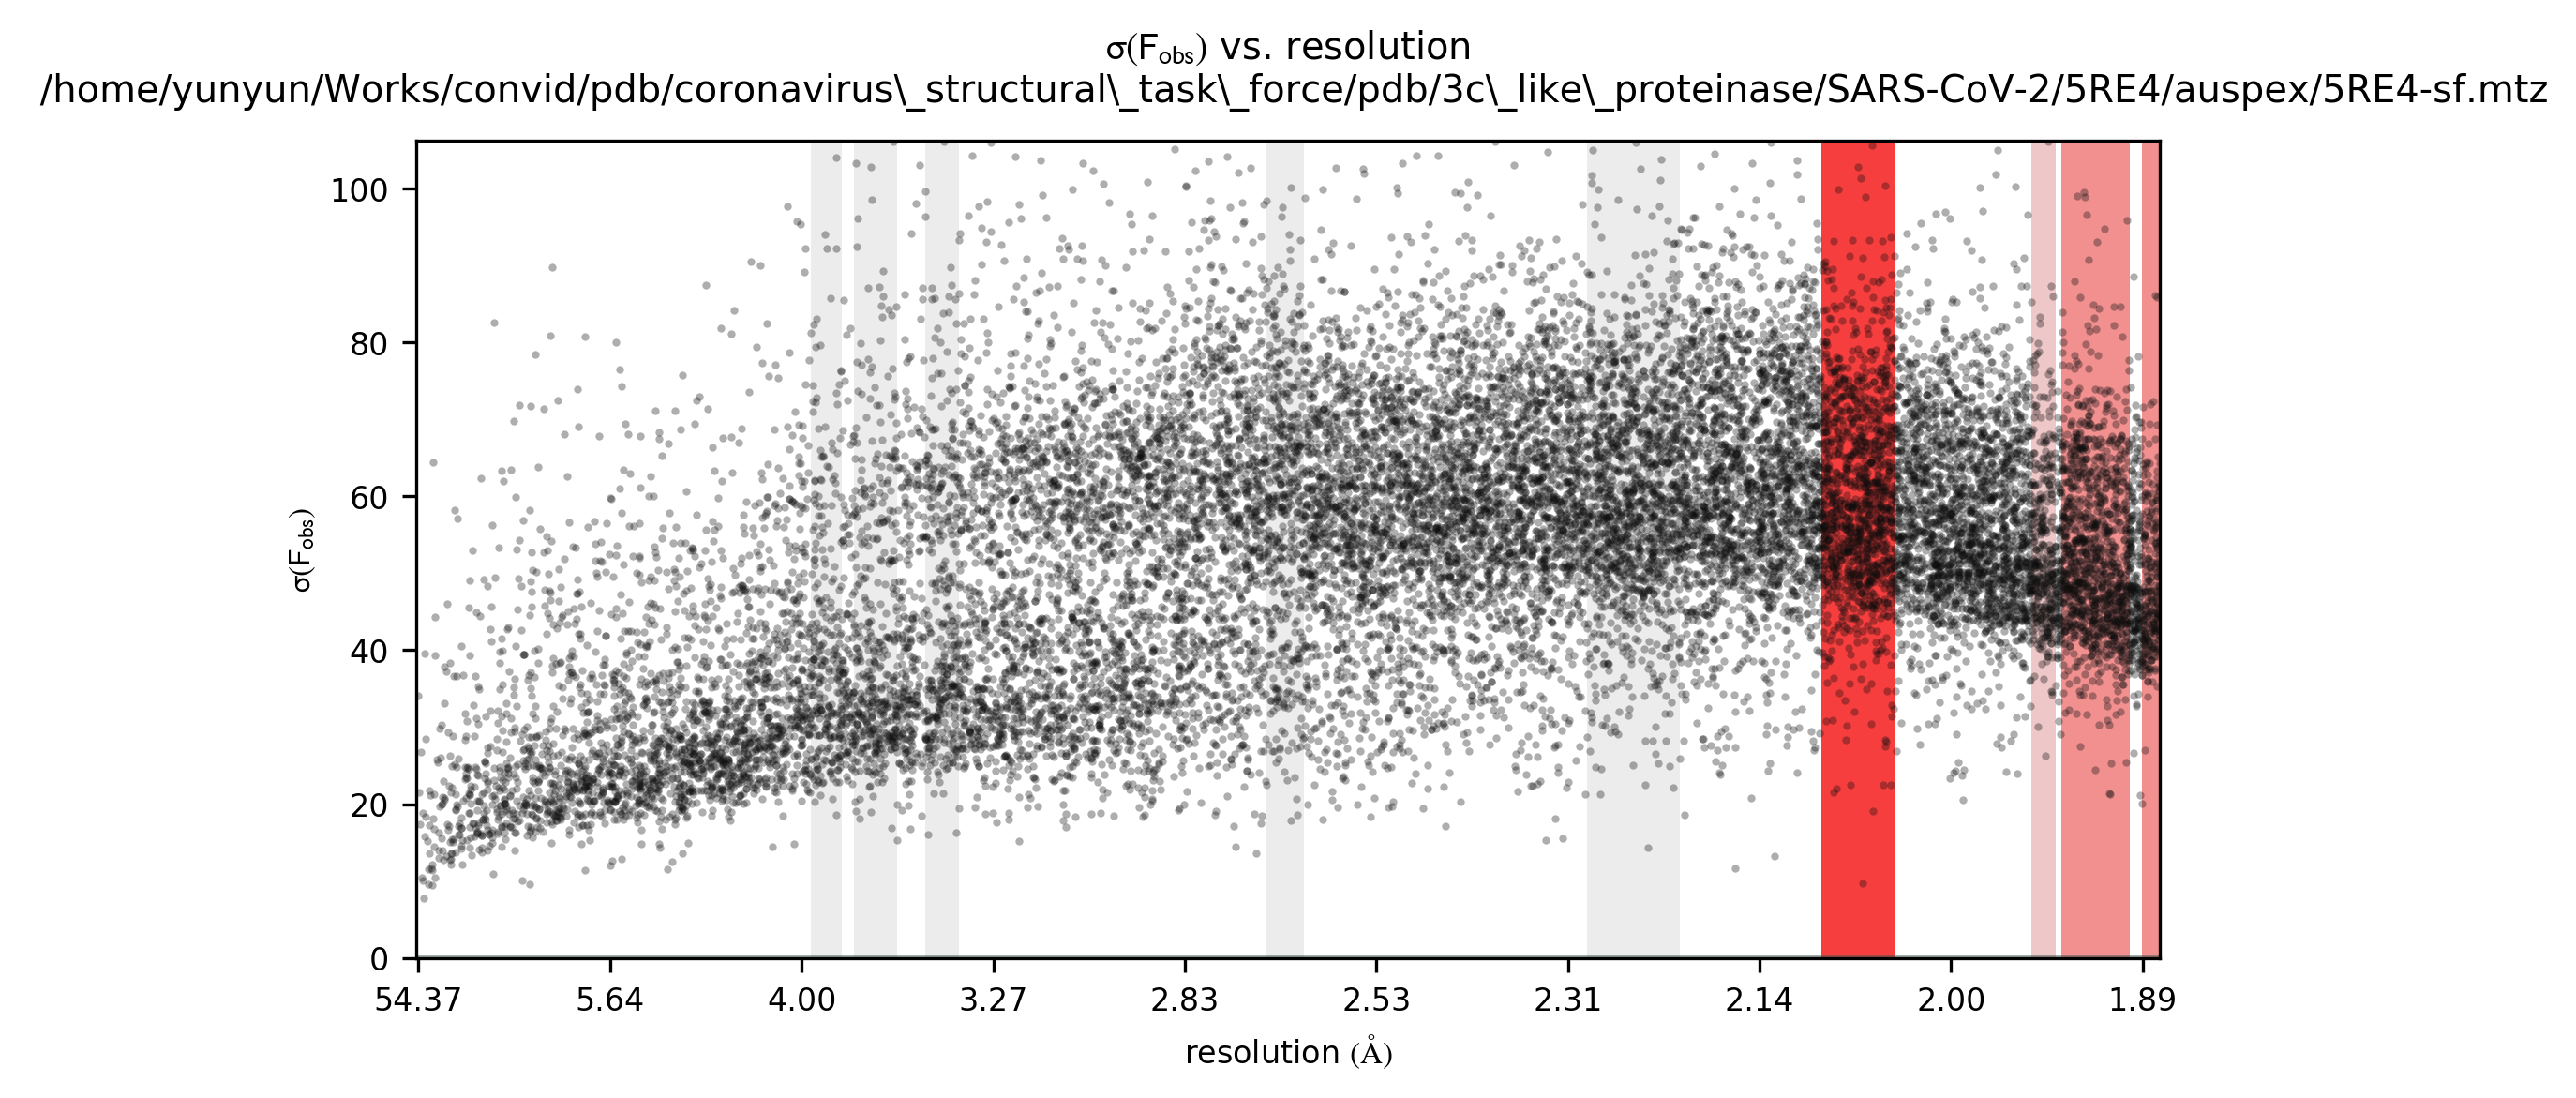 σ(Fobs) vs. resolution
/home/yunyun/Works/convid/pdb/coronavirus\_structural\_task\_force/pdb/3c\_like\_proteinase/SARS-CoV-2/5RE4/auspex/5RE4-sf.mtz
100
80
60
40
20
0
σ(Fobs)
54.37 5.64 4.00 3.27 2.83 2.53 2.31 2.14 2.00 1.89
resolution (Å)